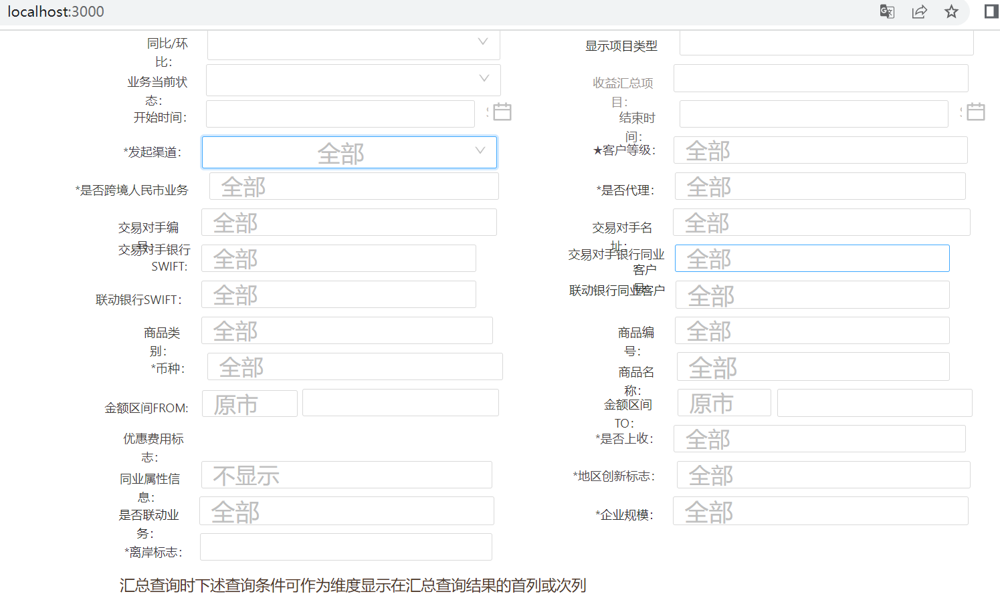 localhost:3000
同比/环
比：
显示项目类型
业务当前状
态：
收益汇总项
目：
开始时间：
结束时
间：
*发起渠道：
全部
★客户等级：
全部
*是否跨境人民市业务
全部
*是否代理：
全部
交易对手编
号：
全部
交易对手名
址：
全部
交易对手银行
SWIFT:
全部
交易对手银行同业
客户
号
全部
联动银行SWIFT：
全部
联动银行同业客户
全部
商品类
别：
全部
商品编
号：
全部
*币种：
全部
商品名
称：
全部
金额区间FROM:
原市
金额区间
TO：
原市
优惠费用标
志：
*是否上收：
全部
同业属性信
息：
不显示
*地区创新标志：
全部
是否联动业
务：
全部
*企业规模：
全部
*离岸标志：
汇总查询时下述查询条件可作为维度显示在汇总查询结果的首列或次列